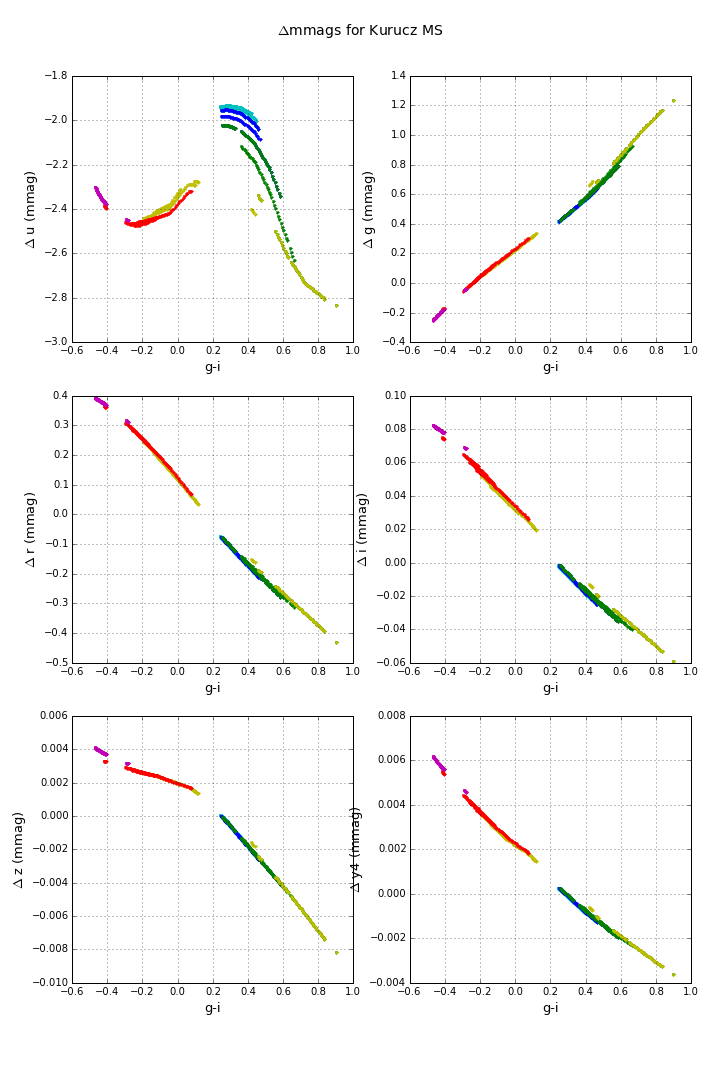 Δmmags for Kurucz MS
−1.8
−2.0
−2.2
−2.4
−2.6
−2.8
−3.0
Δ u (mmag)
−0.6 −0.4 −0.2 0.0 0.2 0.4 0.6 0.8 1.0
g-i
1.4
1.2
1.0
0.8
0.6
0.4
0.2
0.0
−0.2
−0.4
Δ g (mmag)
−0.6 −0.4 −0.2 0.0 0.2 0.4 0.6 0.8 1.0
g-i
0.4
0.3
0.2
0.1
0.0
−0.1
−0.2
−0.3
−0.4
−0.5
Δ r (mmag)
−0.6 −0.4 −0.2 0.0 0.2 0.4 0.6 0.8 1.0
g-i
0.10
0.08
0.06
0.04
0.02
0.00
−0.02
−0.04
−0.06
Δ i (mmag)
−0.6 −0.4 −0.2 0.0 0.2 0.4 0.6 0.8 1.0
g-i
0.006
0.004
0.002
0.000
−0.002
−0.004
−0.006
−0.008
−0.010
Δ z (mmag)
−0.6 −0.4 −0.2 0.0 0.2 0.4 0.6 0.8 1.0
g-i
0.008
0.006
0.004
0.002
0.000
−0.002
−0.004
Δ y4 (mmag)
−0.6 −0.4 −0.2 0.0 0.2 0.4 0.6 0.8 1.0
g-i